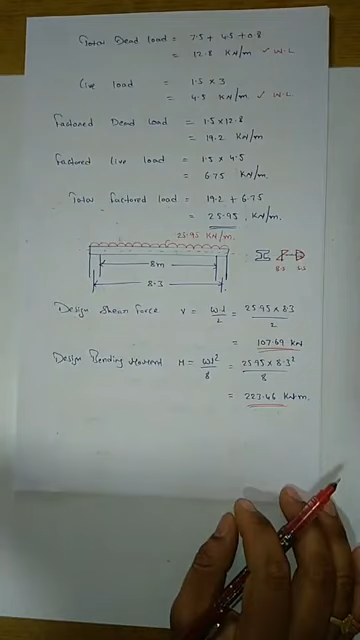 Total Dead load = 7.5 + 4.5 + 0.8
= 12.8 KN/m ✓ W.L
Live load = 1.5 × 3
= 4.5 KN/m ✓ W.L
Factored Dead load = 1.5 × 12.8
= 19.2 KN/m
Factored Live load = 1.5 × 4.5
= 6.75 KN/m.
Total factored load = 19.2 + 6.75
= 25.95 KN/m.
25.95 KN/m.
8m
8.3
Design Shear Force V = wl/2 = 25.95 × 8.3/2
= 107.69 KN
Design Bending Moment M = wl²/8 = 25.95 × 8.3²/8
= 223.46 KN-m.